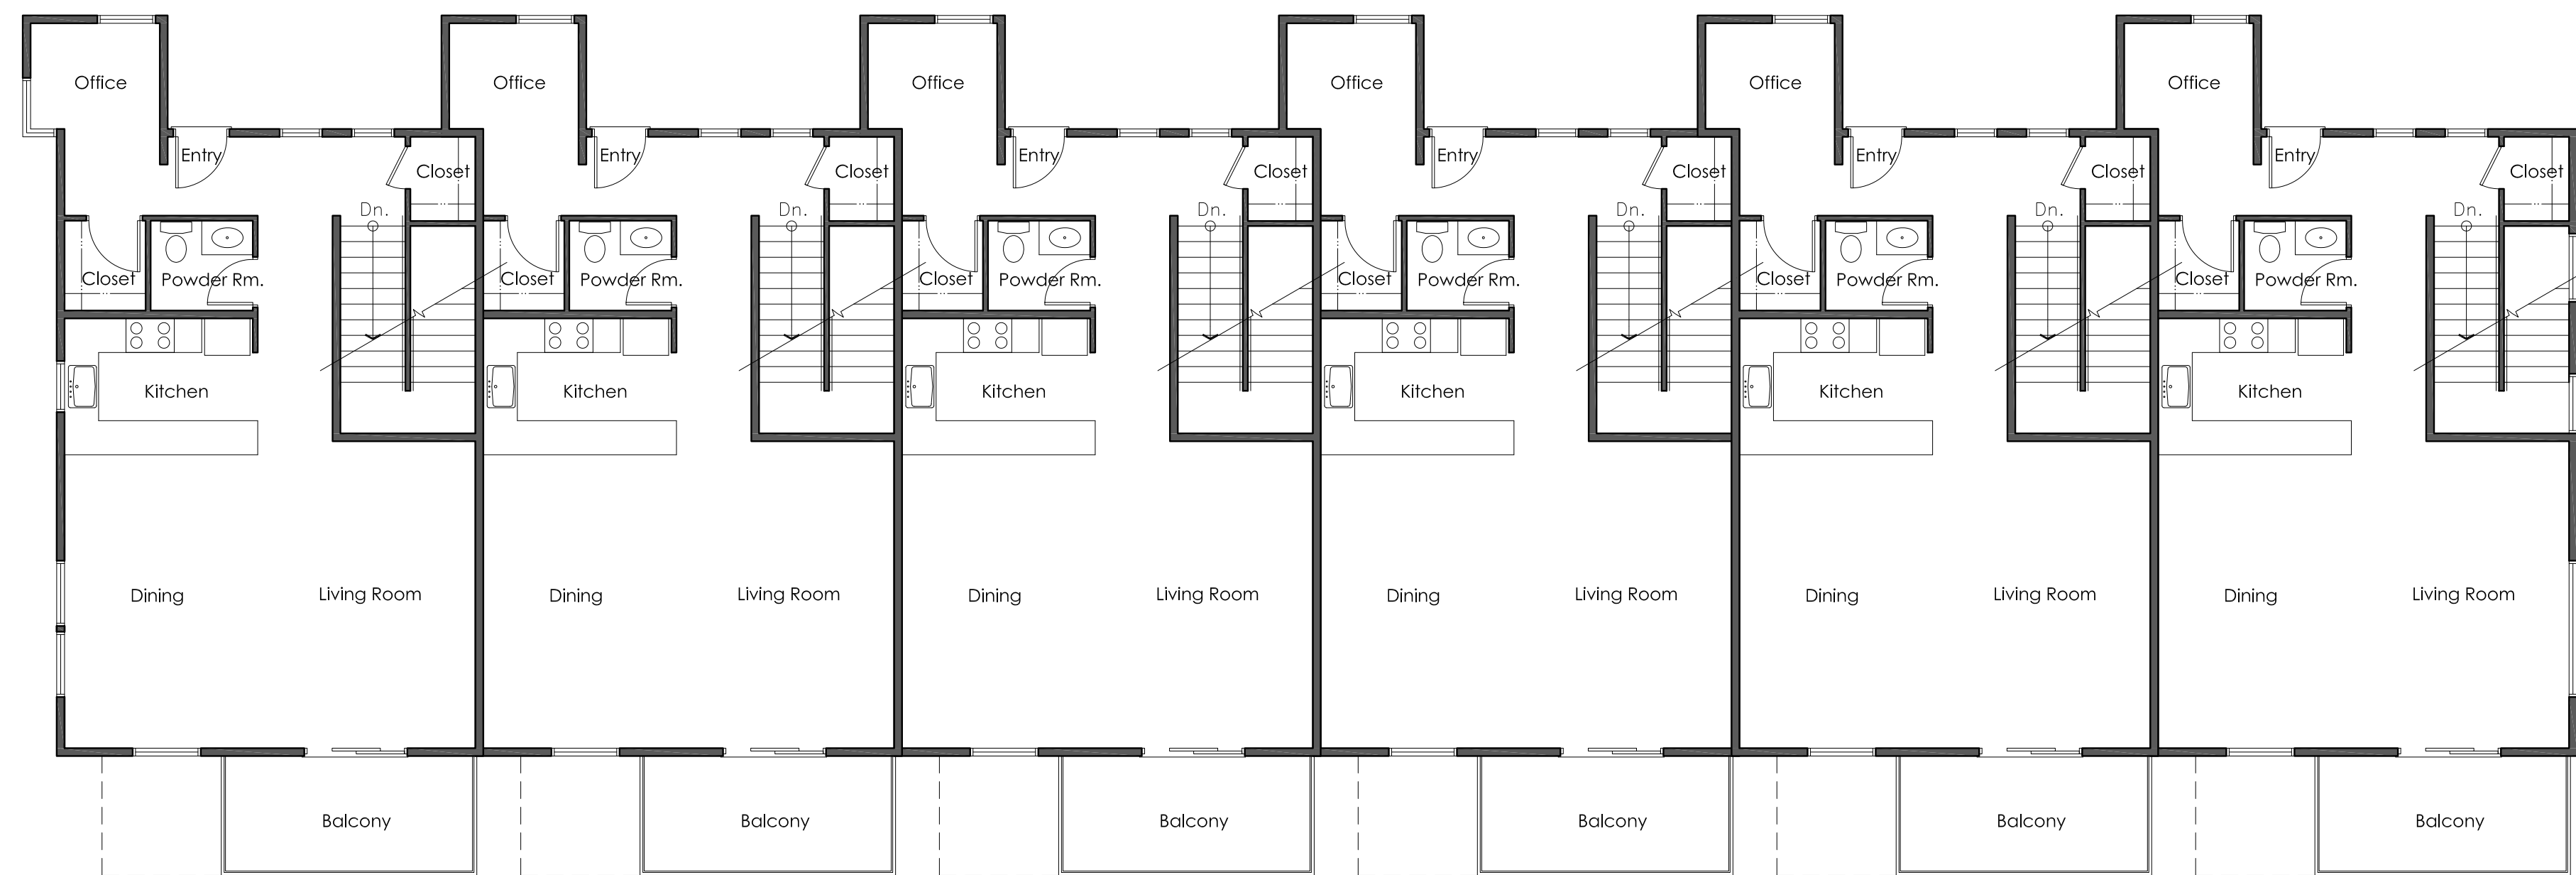 Office
Office
Office
Office
Office
Office
Entry
Entry
Entry
Entry
Entry
Entry
Closet
Closet
Closet
Closet
Closet
Closet
Dn.
Dn.
Dn.
Dn.
Dn.
Dn.
Closet
Powder Rm.
Closet
Powder Rm.
Closet
Powder Rm.
Closet
Powder Rm.
Closet
Powder Rm.
Closet
Powder Rm.
Kitchen
Kitchen
Kitchen
Kitchen
Kitchen
Kitchen
Dining
Living Room
Dining
Living Room
Dining
Living Room
Dining
Living Room
Dining
Living Room
Dining
Living Room
Balcony
Balcony
Balcony
Balcony
Balcony
Balcony